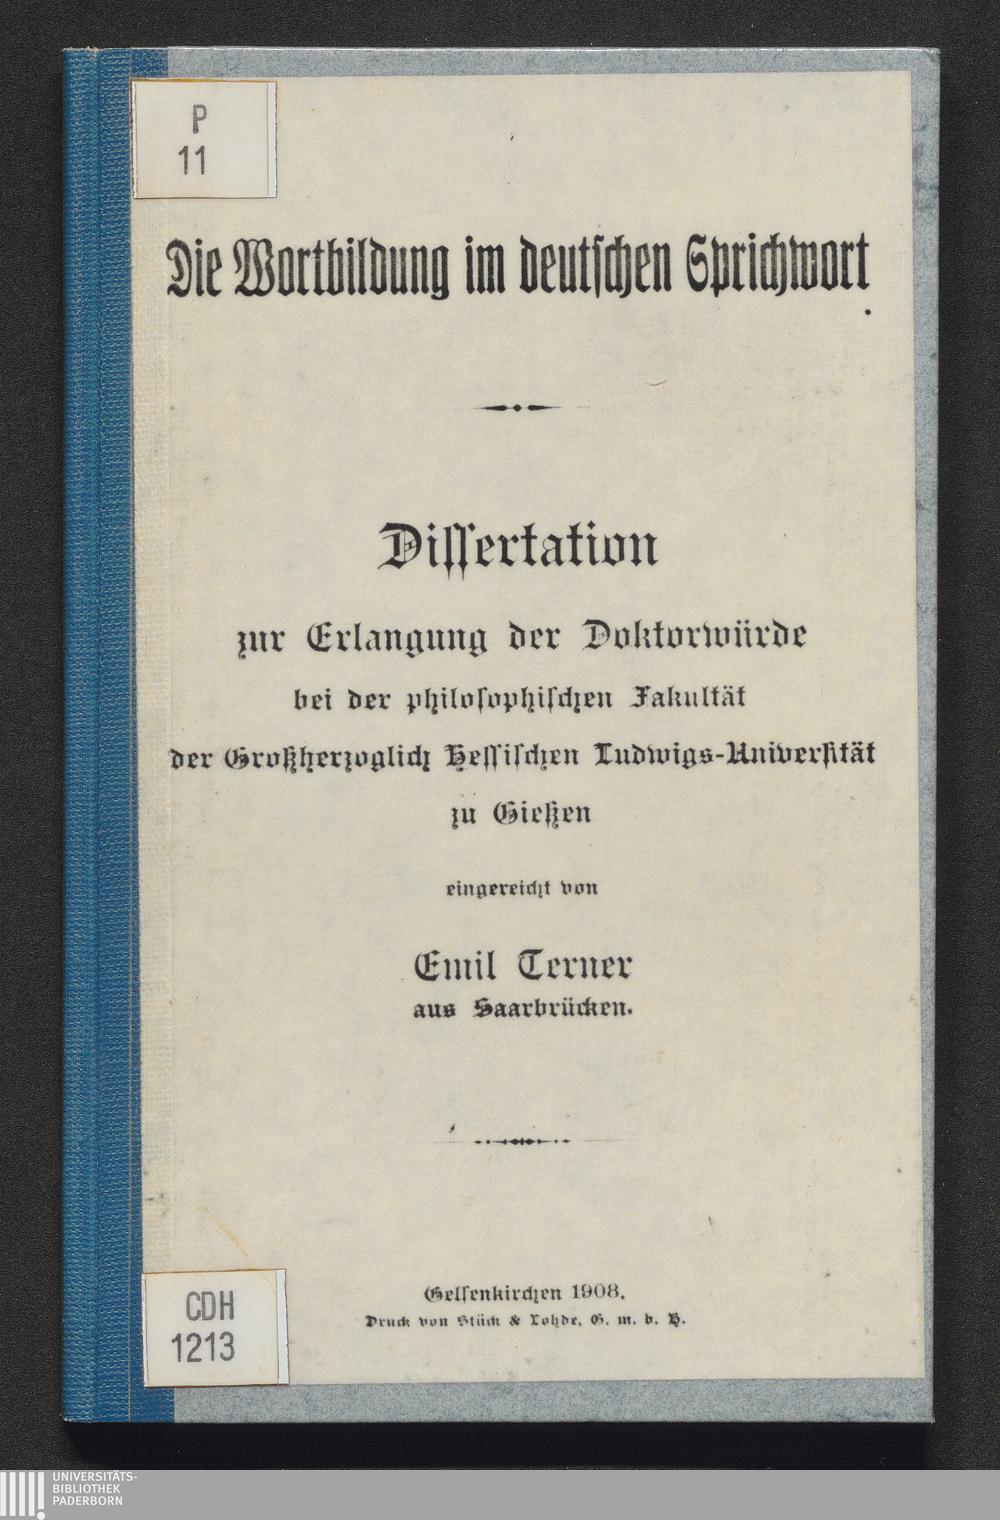 P
11
Die Wortbildung im deutschen Sprichwort
Dissertation
zur Erlangung der Doktorwürde
bei der philosophischen Fakultät
der Großherzoglich Hessischen Ludwigs-Universität
zu Gießen
eingereicht von
Emil Terner
aus Saarbrücken.
Gelsenkirchen 1908.
Druck von Stück & Lohde, G. m. b. H.
CDH
1213
UNIVERSITÄTS-
BIBLIOTHEK
PADERBORN